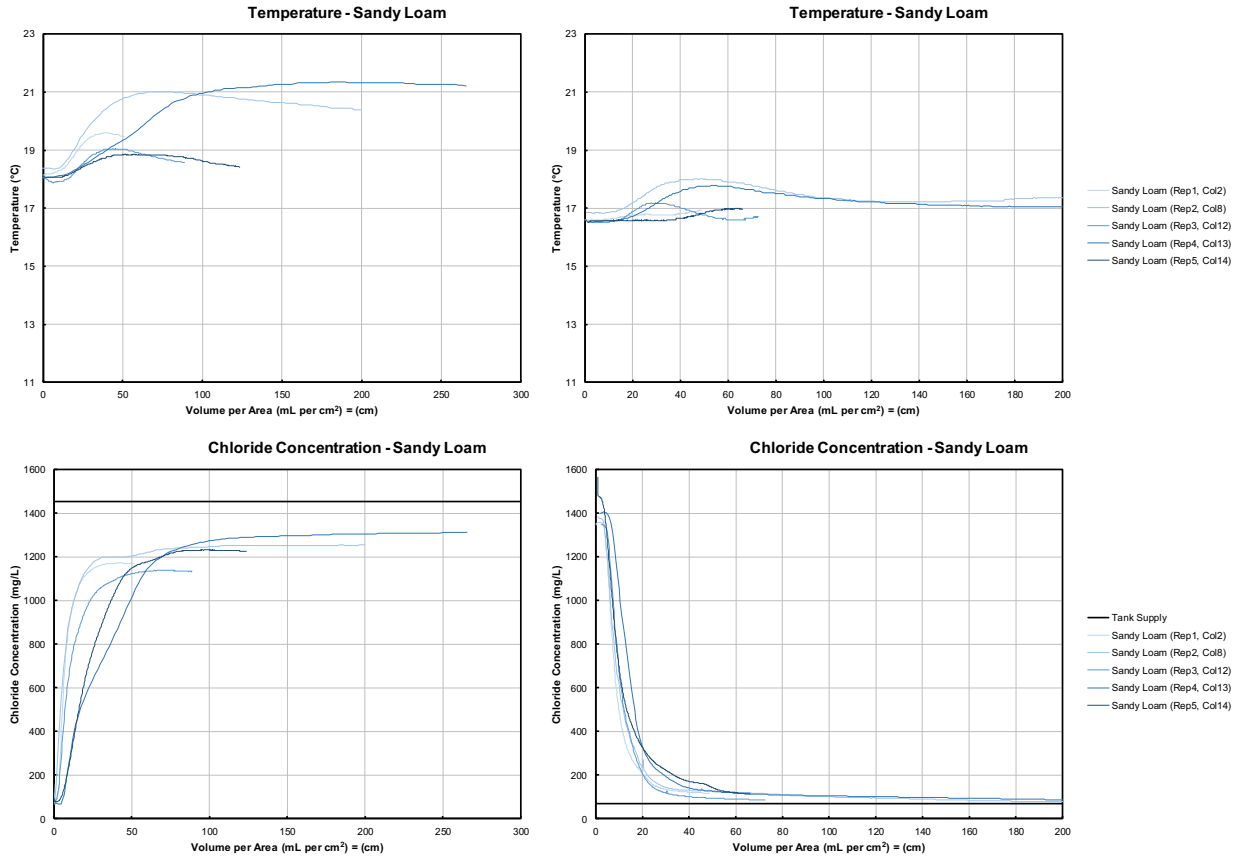 Temperature - Sandy Loam
23
21
19
17
15
13
11
Temperature (°C)
0 50 100 150 200 250 300
Volume per Area (mL per cm²) = (cm)
Temperature - Sandy Loam
23
21
19
17
15
13
11
Temperature (°C)
0 20 40 60 80 100 120 140 160 180 200
Volume per Area (mL per cm²) = (cm)
Sandy Loam (Rep1, Col2)
Sandy Loam (Rep2, Col8)
Sandy Loam (Rep3, Col12)
Sandy Loam (Rep4, Col13)
Sandy Loam (Rep5, Col14)
Chloride Concentration - Sandy Loam
1600
1400
1200
1000
800
600
400
200
0
Chloride Concentration (mg/L)
0 50 100 150 200 250 300
Volume per Area (mL per cm²) = (cm)
Chloride Concentration - Sandy Loam
1600
1400
1200
1000
800
600
400
200
0
Chloride Concentration (mg/L)
0 20 40 60 80 100 120 140 160 180 200
Volume per Area (mL per cm²) = (cm)
Tank Supply
Sandy Loam (Rep1, Col2)
Sandy Loam (Rep2, Col8)
Sandy Loam (Rep3, Col12)
Sandy Loam (Rep4, Col13)
Sandy Loam (Rep5, Col14)